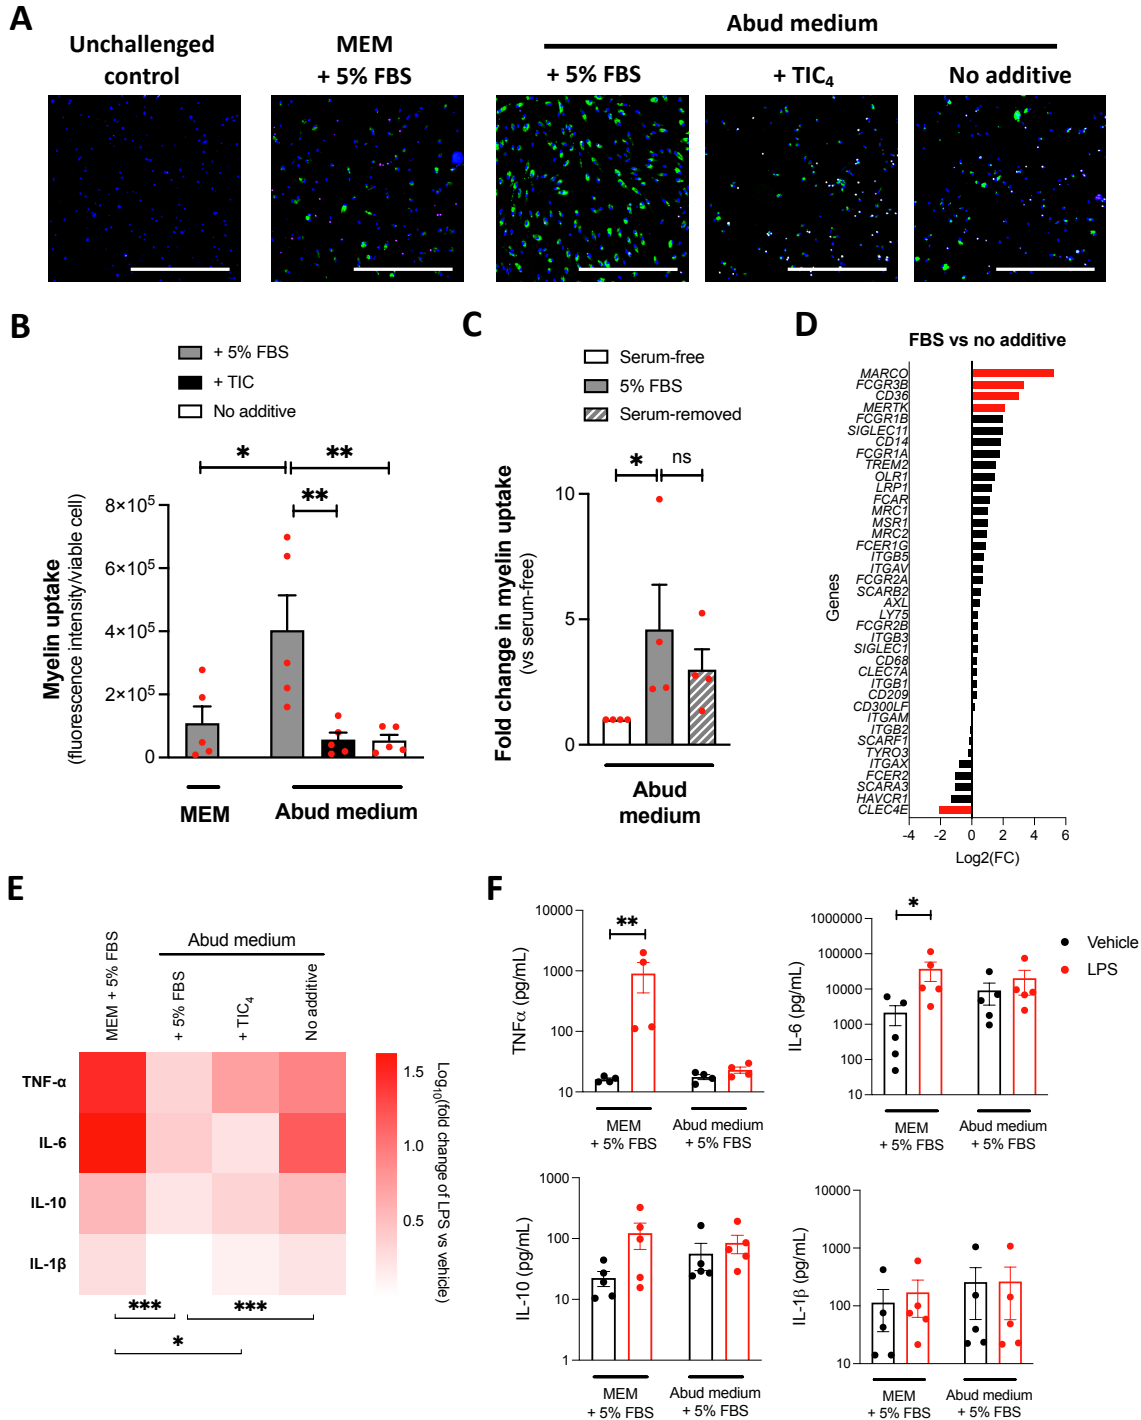 A
Unchallenged
control
MEM
+ 5% FBS
Abud medium
+ 5% FBS
+ TIC₄
No additive
B
+ 5% FBS
+ TIC
No additive
*
**
**
Myelin uptake
(fluorescence intensity/viable cell)
8×10⁵
6×10⁵
4×10⁵
2×10⁵
0
MEM
Abud medium
C
Serum-free
5% FBS
Serum-removed
*
ns
Fold change in myelin uptake
(vs serum-free)
10
5
0
Abud
medium
D
FBS vs no additive
Genes
MARCO
FCGR3B
CD36
MERTK
FCGR1B
SIGLEC11
CD14
FCGR1A
TREM2
OLR1
LRP1
FCAR
MRC1
MSR1
MRC2
FCER1G
ITGB5
ITGAV
FCGR2A
SCARB2
AXL
LY75
FCGR2B
ITGB3
SIGLEC1
CD68
CLEC7A
ITGB1
CD209
CD300LF
ITGAM
ITGB2
SCARF1
TYRO3
ITGAX
FCER2
SCARA3
HAVCR1
CLEC4E
-4 -2 0 2 4 6
Log2(FC)
E
Abud medium
MEM + 5% FBS
+ 5% FBS
+ TIC₄
No additive
TNF-α
IL-6
IL-10
IL-1β
1.5
1.0
0.5
Log₁₀(fold change of LPS vs vehicle)
***
***
*
F
TNFα (pg/mL)
10000
1000
100
10
**
MEM
+ 5% FBS
Abud medium
+ 5% FBS
IL-6 (pg/mL)
1000000
100000
10000
1000
100
10
*
MEM
+ 5% FBS
Abud medium
+ 5% FBS
Vehicle
LPS
IL-10 (pg/mL)
1000
100
10
1
MEM
+ 5% FBS
Abud medium
+ 5% FBS
IL-1β (pg/mL)
10000
1000
100
10
MEM
+ 5% FBS
Abud medium
+ 5% FBS